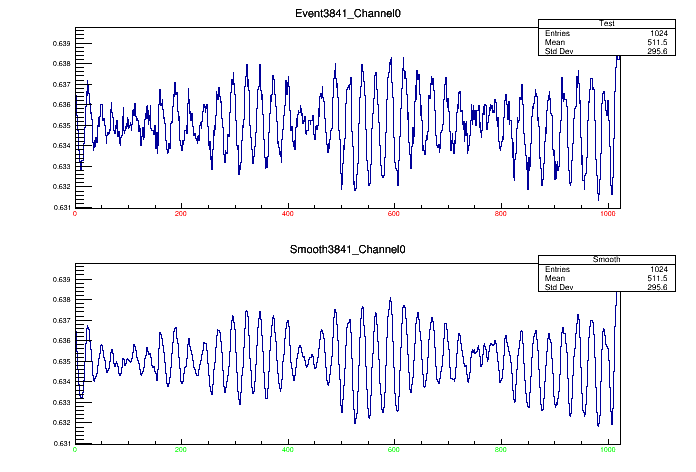 Event3841_Channel0
Test
Entries 1024
Mean 511.5
Std Dev 295.6
0.639
0.638
0.637
0.636
0.635
0.634
0.633
0.632
0.631
0 200 400 600 800 1000
Smooth3841_Channel0
Smooth
Entries 1024
Mean 511.5
Std Dev 295.6
0.639
0.638
0.637
0.636
0.635
0.634
0.633
0.632
0.631
0 200 400 600 800 1000